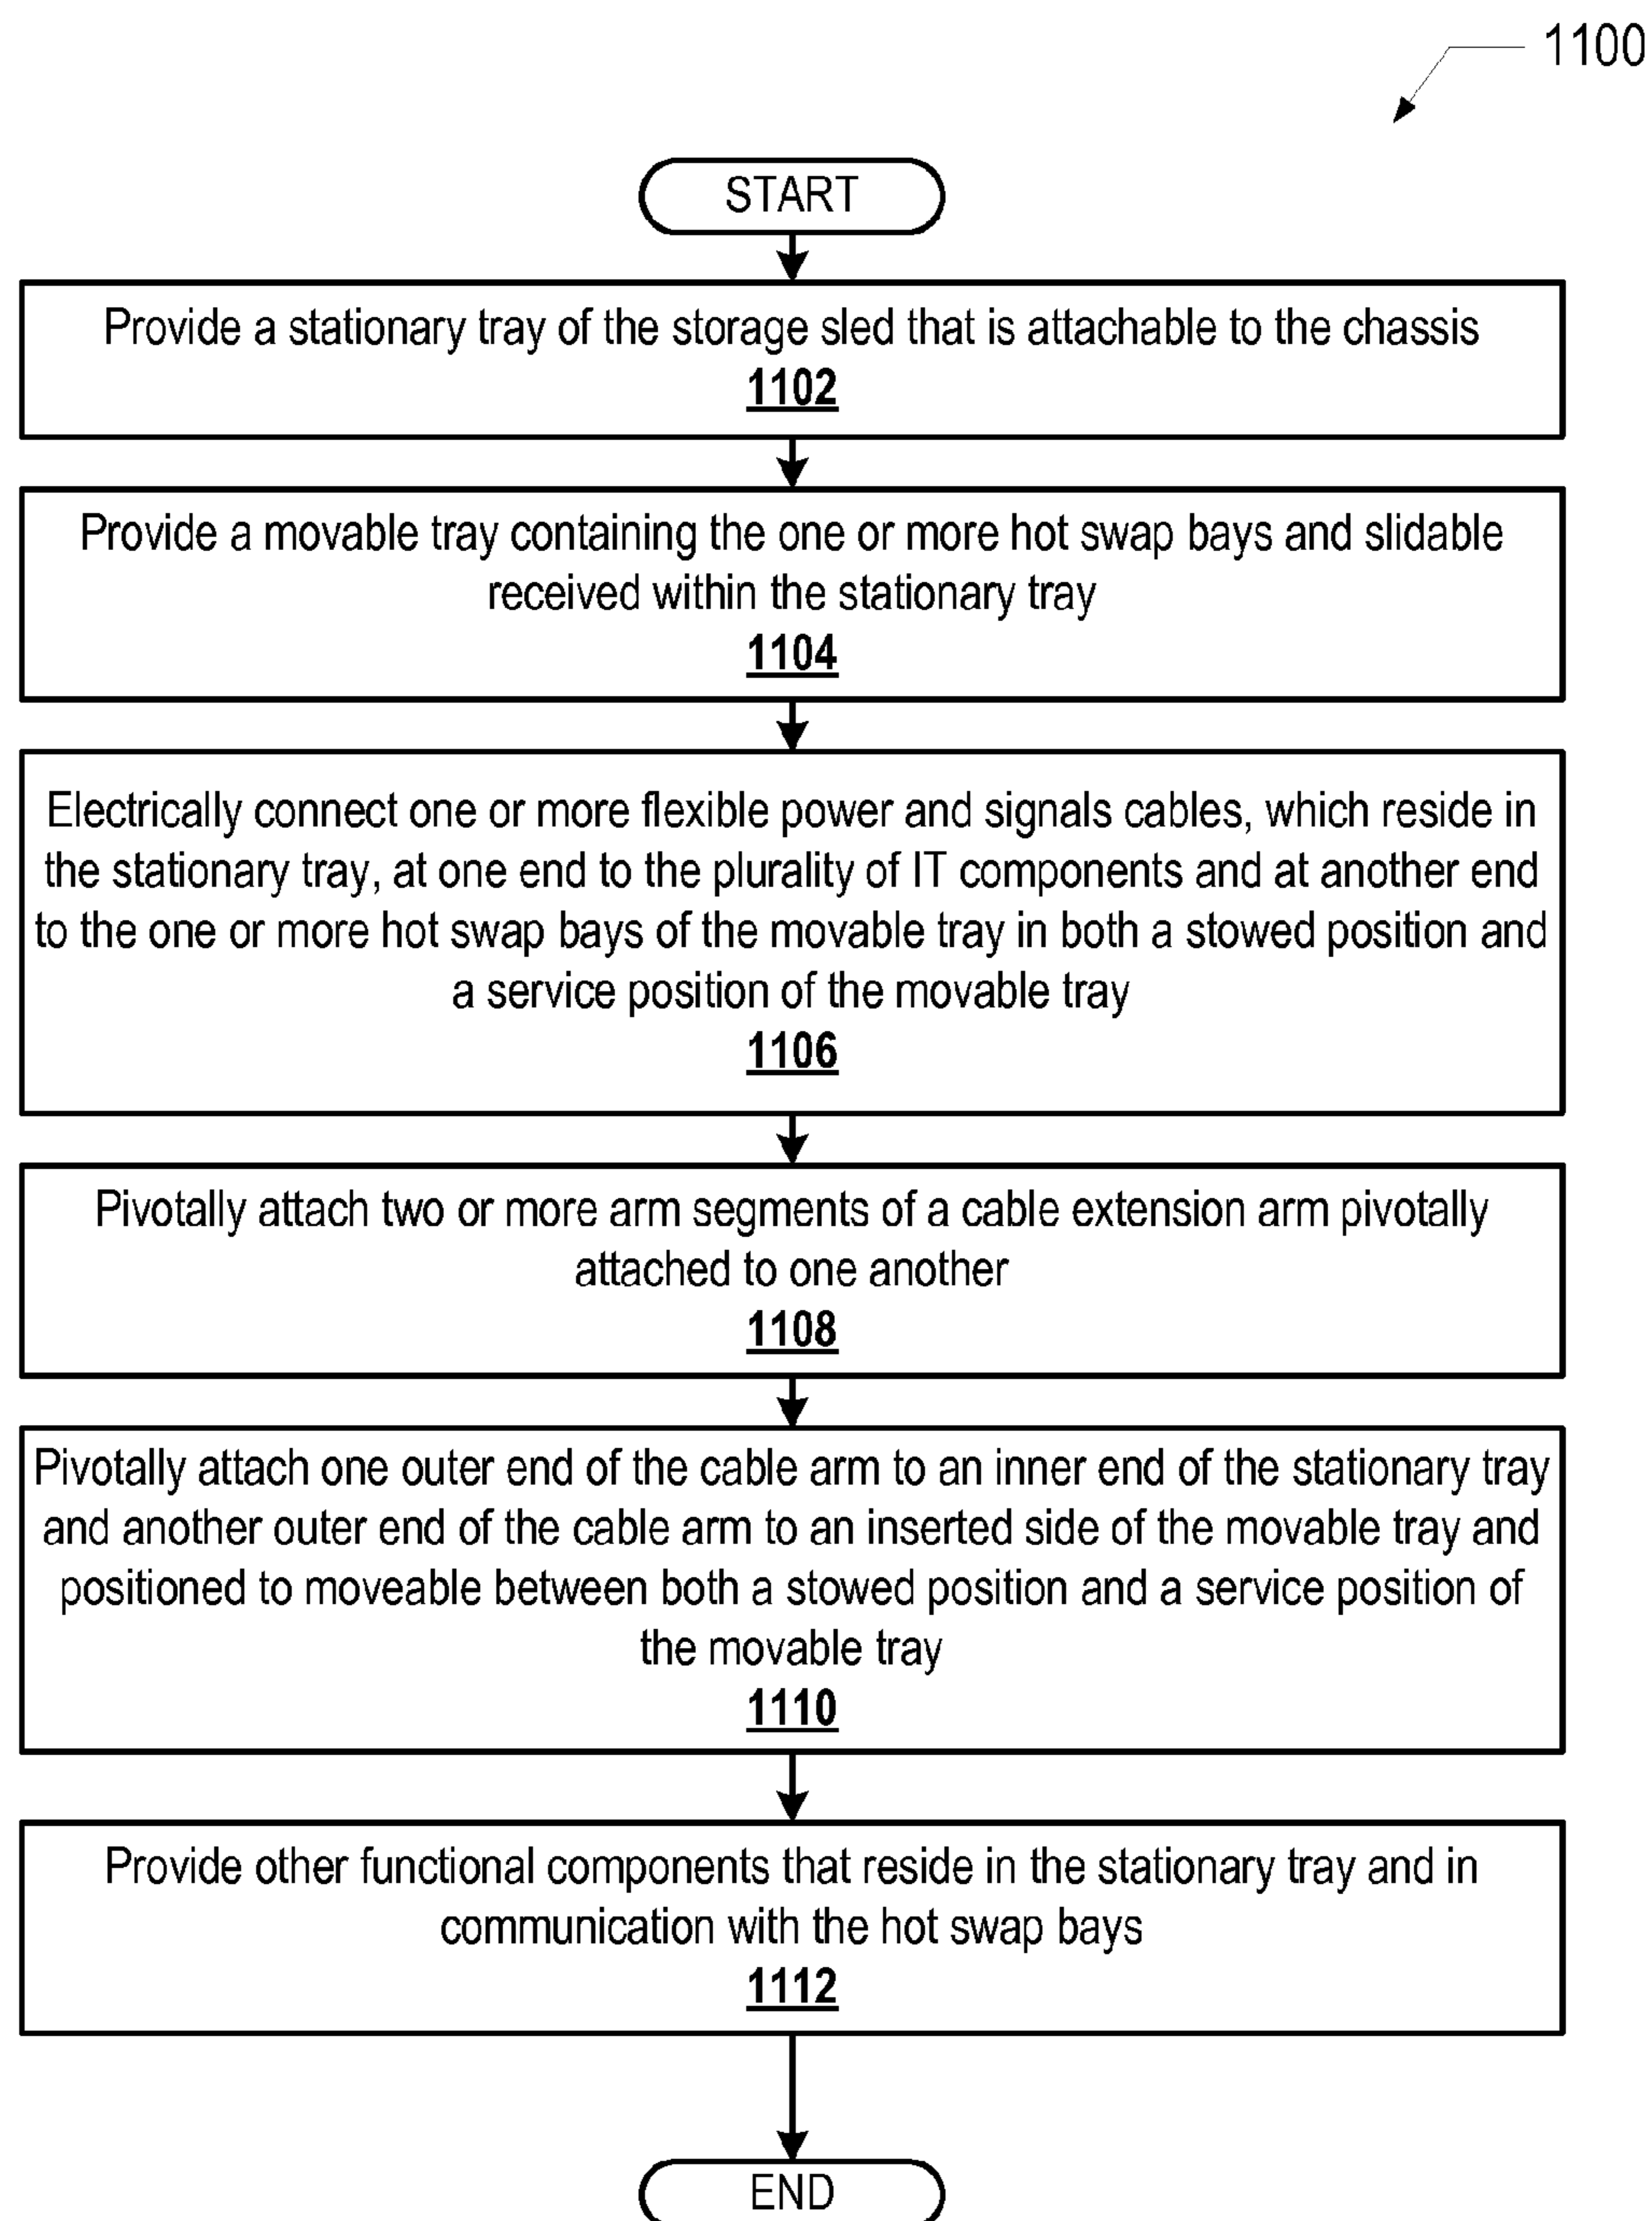 1100
START
Provide a stationary tray of the storage sled that is attachable to the chassis
1102
Provide a movable tray containing the one or more hot swap bays and slidable
received within the stationary tray
1104
Electrically connect one or more flexible power and signals cables, which reside in
the stationary tray, at one end to the plurality of IT components and at another end
to the one or more hot swap bays of the movable tray in both a stowed position and
a service position of the movable tray
1106
Pivotally attach two or more arm segments of a cable extension arm pivotally
attached to one another
1108
Pivotally attach one outer end of the cable arm to an inner end of the stationary tray
and another outer end of the cable arm to an inserted side of the movable tray and
positioned to moveable between both a stowed position and a service position of
the movable tray
1110
Provide other functional components that reside in the stationary tray and in
communication with the hot swap bays
1112
END